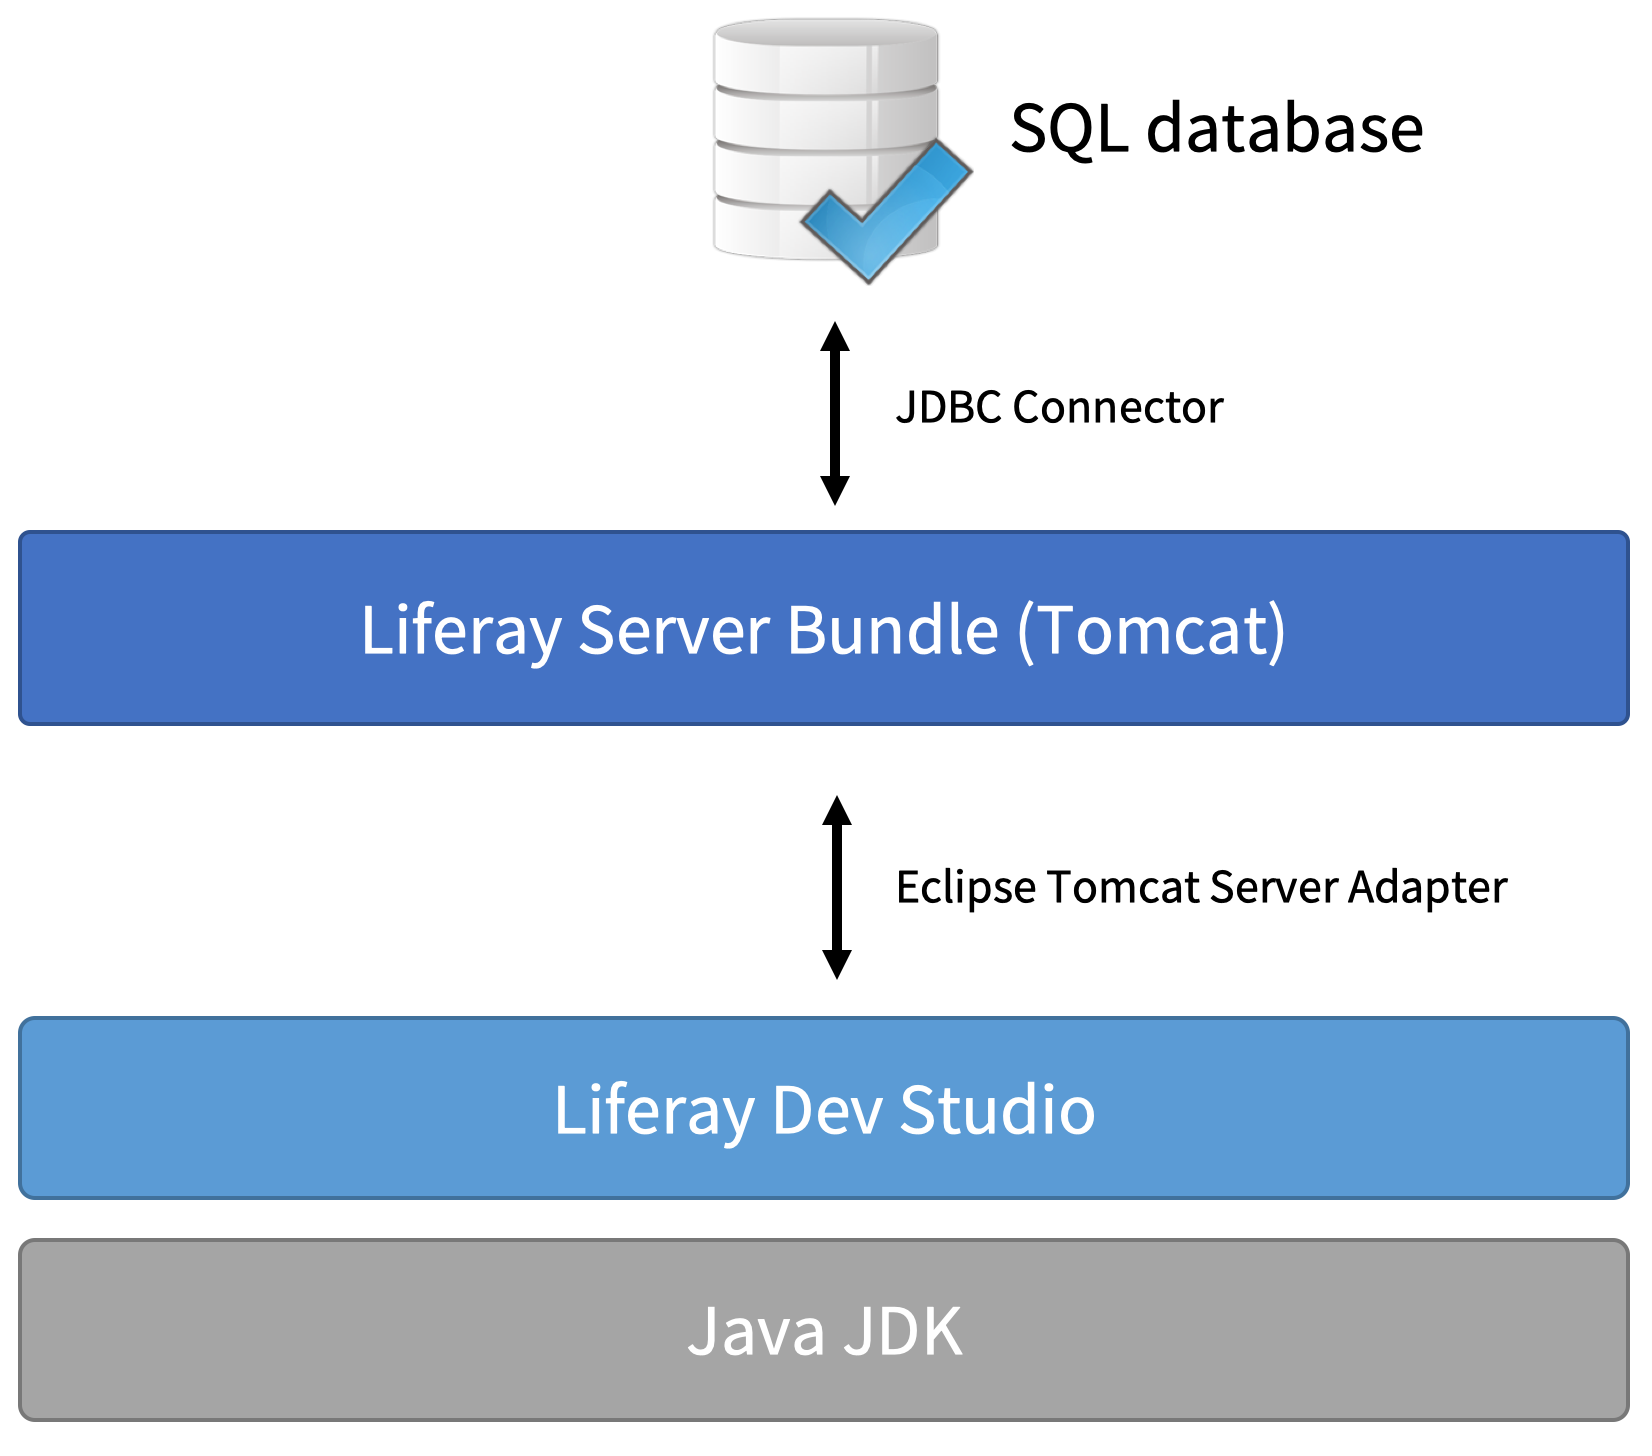 SQL database
JDBC Connector
Liferay Server Bundle (Tomcat)
Eclipse Tomcat Server Adapter
Liferay Dev Studio
Java JDK